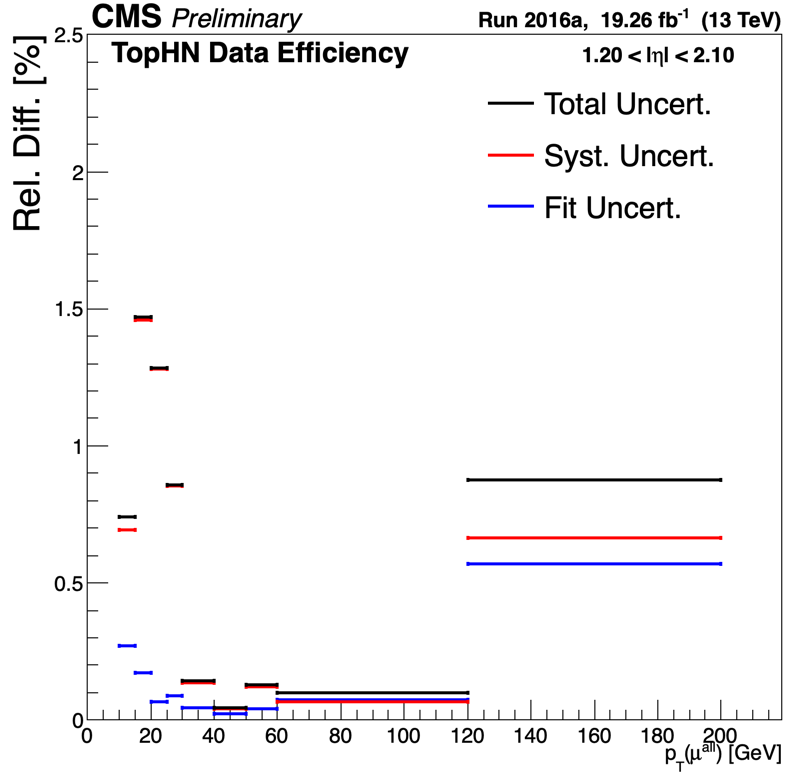 CMS Preliminary
Run 2016a, 19.26 fb⁻¹ (13 TeV)
TopHN Data Efficiency
1.20 < |η| < 2.10
Total Uncert.
Syst. Uncert.
Fit Uncert.
Rel. Diff. [%]
2.5
2
1.5
1
0.5
0
0 20 40 60 80 100 120 140 160 180 200
p_T(μ^all) [GeV]